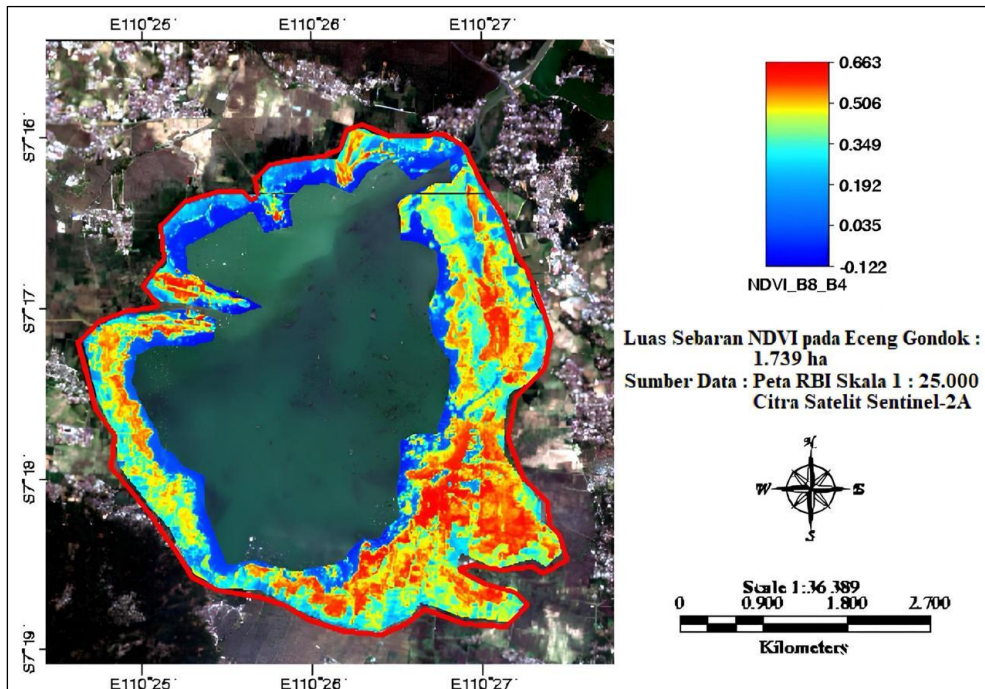 E110°25' E110°26' E110°27'
S7°16'
S7°17'
S7°18'
S7°19'
E110°25' E110°26' E110°27'
0.663
0.506
0.349
0.192
0.035
-0.122
NDVI_B8_B4
Luas Sebaran NDVI pada Eceng Gondok :
1.739 ha
Sumber Data : Peta RBI Skala 1 : 25.000
Citra Satelit Sentinel-2A
N
W E
S
Scale 1:36.389
0 0.900 1.800 2.700
Kilometers